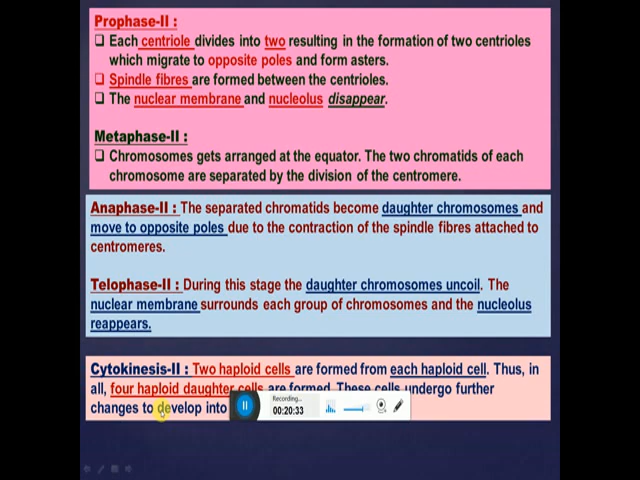 Prophase-II :
❑ Each centriole divides into two resulting in the formation of two centrioles
which migrate to opposite poles and form asters.
❑ Spindle fibres are formed between the centrioles.
❑ The nuclear membrane and nucleolus disappear.
Metaphase-II :
❑ Chromosomes gets arranged at the equator. The two chromatids of each
chromosome are separated by the division of the centromere.
Anaphase-II : The separated chromatids become daughter chromosomes and
move to opposite poles due to the contraction of the spindle fibres attached to
centromeres.
Telophase-II : During this stage the daughter chromosomes uncoil. The
nuclear membrane surrounds each group of chromosomes and the nucleolus
reappears.
Cytokinesis-II : Two haploid cells are formed from each haploid cell. Thus, in
all, four haploid daughter cells are formed. These cells undergo further
changes to develop into
Recording...
00:20:33